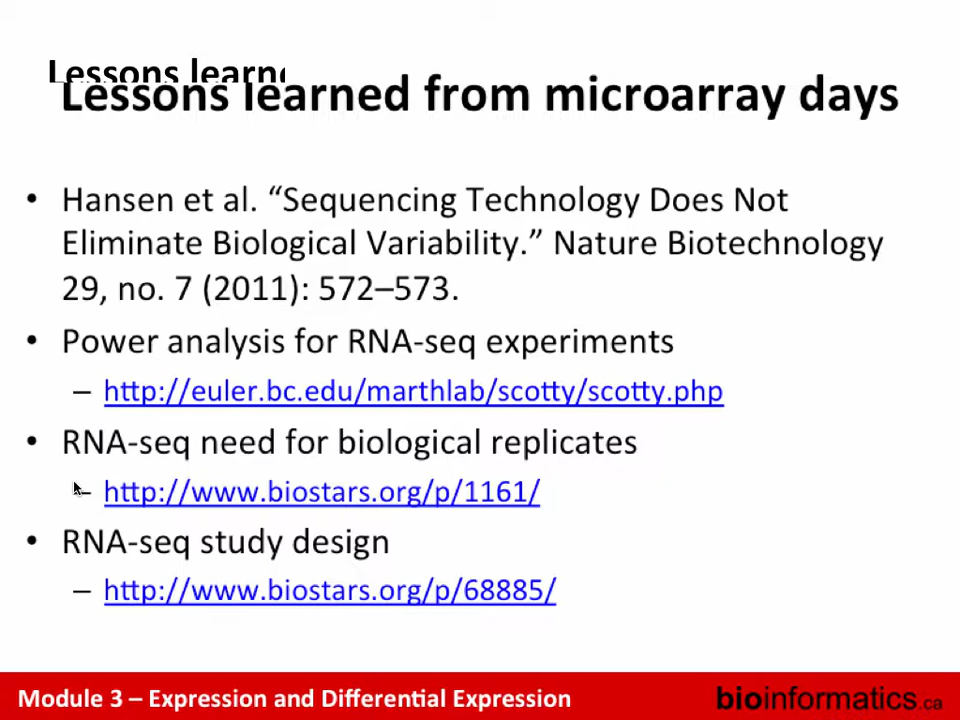 Lessons learne
Lessons learned from microarray days
• Hansen et al. “Sequencing Technology Does Not
Eliminate Biological Variability.” Nature Biotechnology
29, no. 7 (2011): 572–573.
• Power analysis for RNA-seq experiments
– http://euler.bc.edu/marthlab/scotty/scotty.php
• RNA-seq need for biological replicates
– http://www.biostars.org/p/1161/
• RNA-seq study design
– http://www.biostars.org/p/68885/
Module 3 – Expression and Differential Expression
bioinformatics.ca